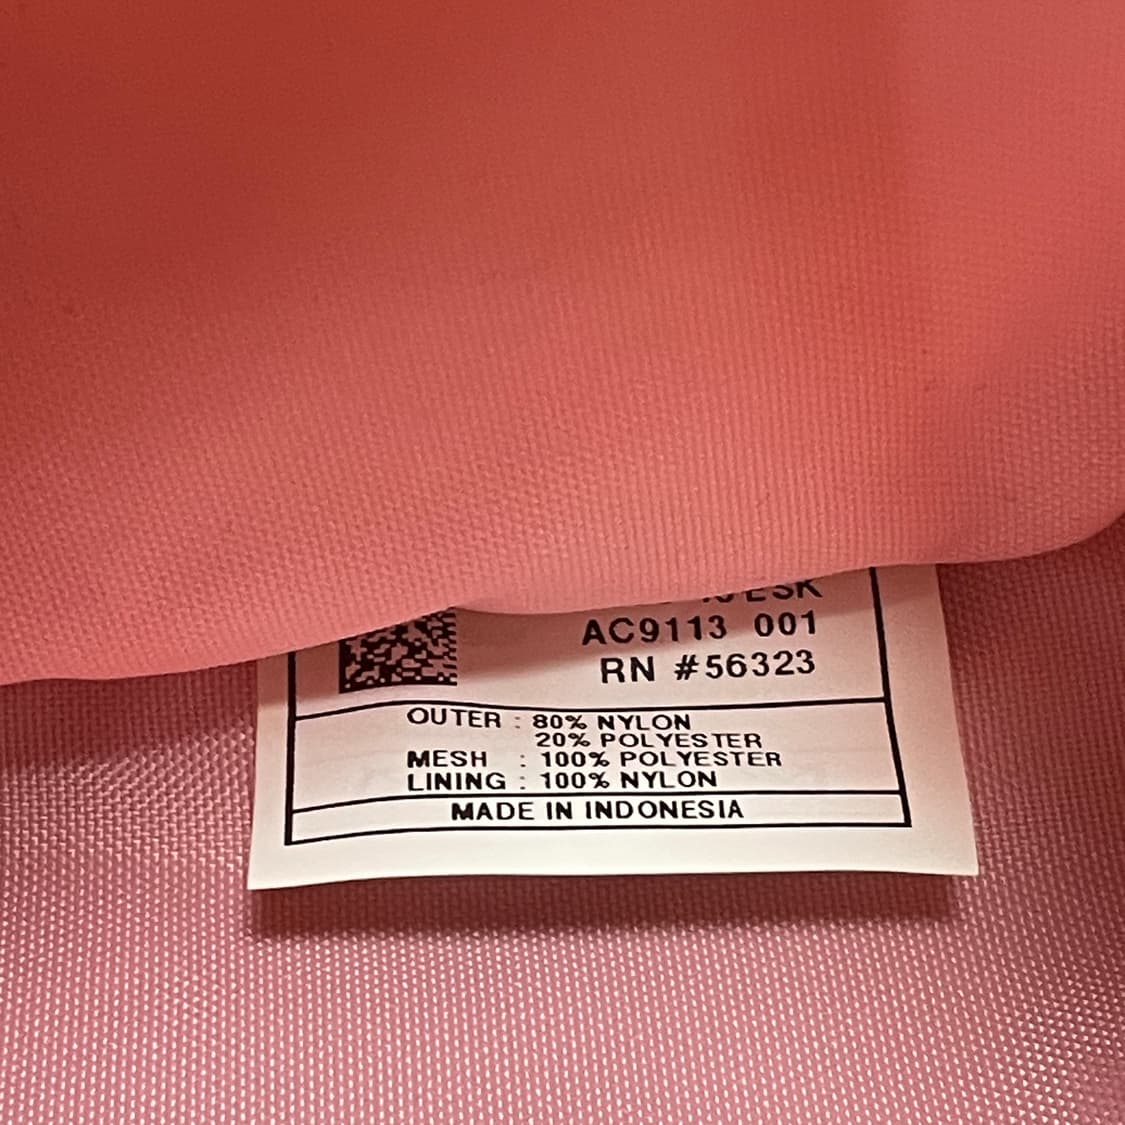 AC9113 001
RN #56323
OUTER : 80% NYLON
20% POLYESTER
MESH : 100% POLYESTER
LINING : 100% NYLON
MADE IN INDONESIA